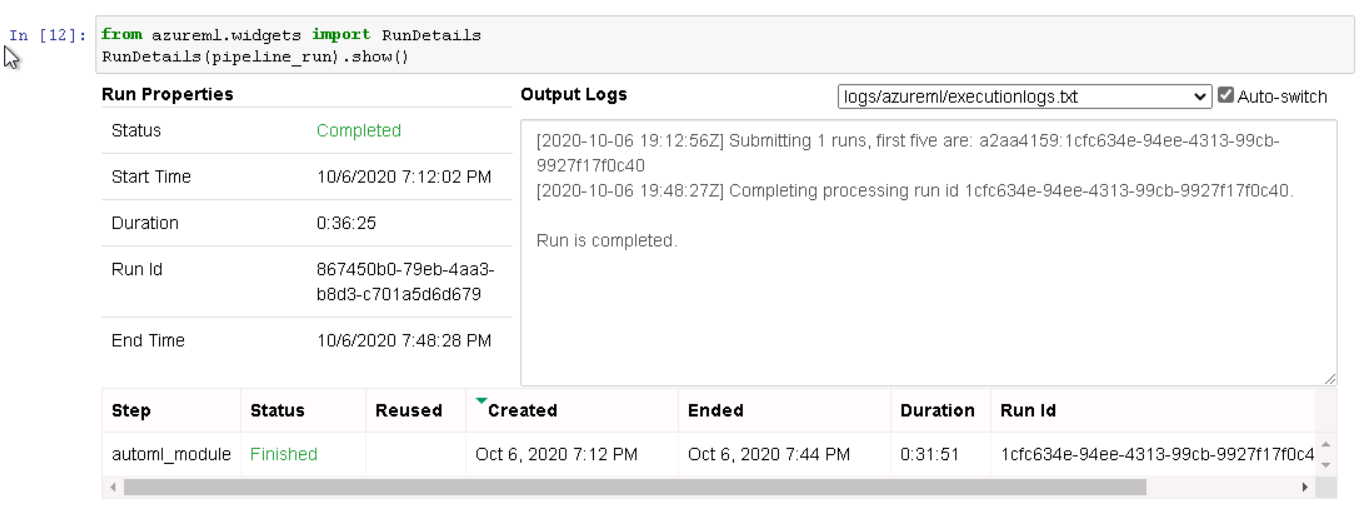 In [12]: from azureml.widgets import RunDetails
RunDetails(pipeline_run).show()
Run Properties
Status Completed
Start Time 10/6/2020 7:12:02 PM
Duration 0:36:25
Run Id 867450b0-79eb-4aa3-
b8d3-c701a5d6d679
End Time 10/6/2020 7:48:28 PM
Output Logs logs/azureml/executionlogs.txt Auto-switch
[2020-10-06 19:12:56Z] Submitting 1 runs, first five are: a2aa4159:1cfc634e-94ee-4313-99cb-
9927f17f0c40
[2020-10-06 19:48:27Z] Completing processing run id 1cfc634e-94ee-4313-99cb-9927f17f0c40.
Run is completed.
Step Status Reused Created Ended Duration Run Id
automl_module Finished Oct 6, 2020 7:12 PM Oct 6, 2020 7:44 PM 0:31:51 1cfc634e-94ee-4313-99cb-9927f17f0c4